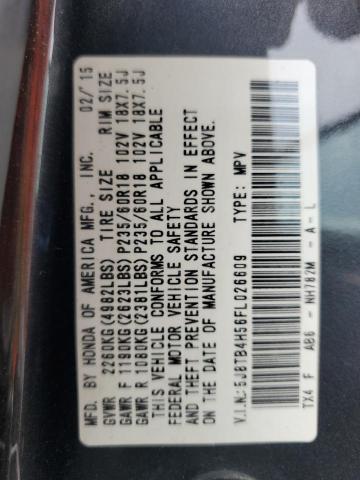 MFD. BY HONDA OF AMERICA MFG., INC. 02/'15
GVWR 2260KG(4982LBS) TIRE SIZE RIM SIZE
GAWR F 1190KG(2623LBS)P235/60R18 102V 18X7.5J
GAWR R 1080KG(2381LBS)P235/60R18 102V 18X7.5J
THIS VEHICLE CONFORMS TO ALL APPLICABLE
FEDERAL MOTOR VEHICLE SAFETY
AND THEFT PREVENTION STANDARDS IN EFFECT
ON THE DATE OF MANUFACTURE SHOWN ABOVE.
V.I.N.: 5J8TB4H56FL026609 TYPE: MPV
TX4 F AB6 - NH782M - A - L